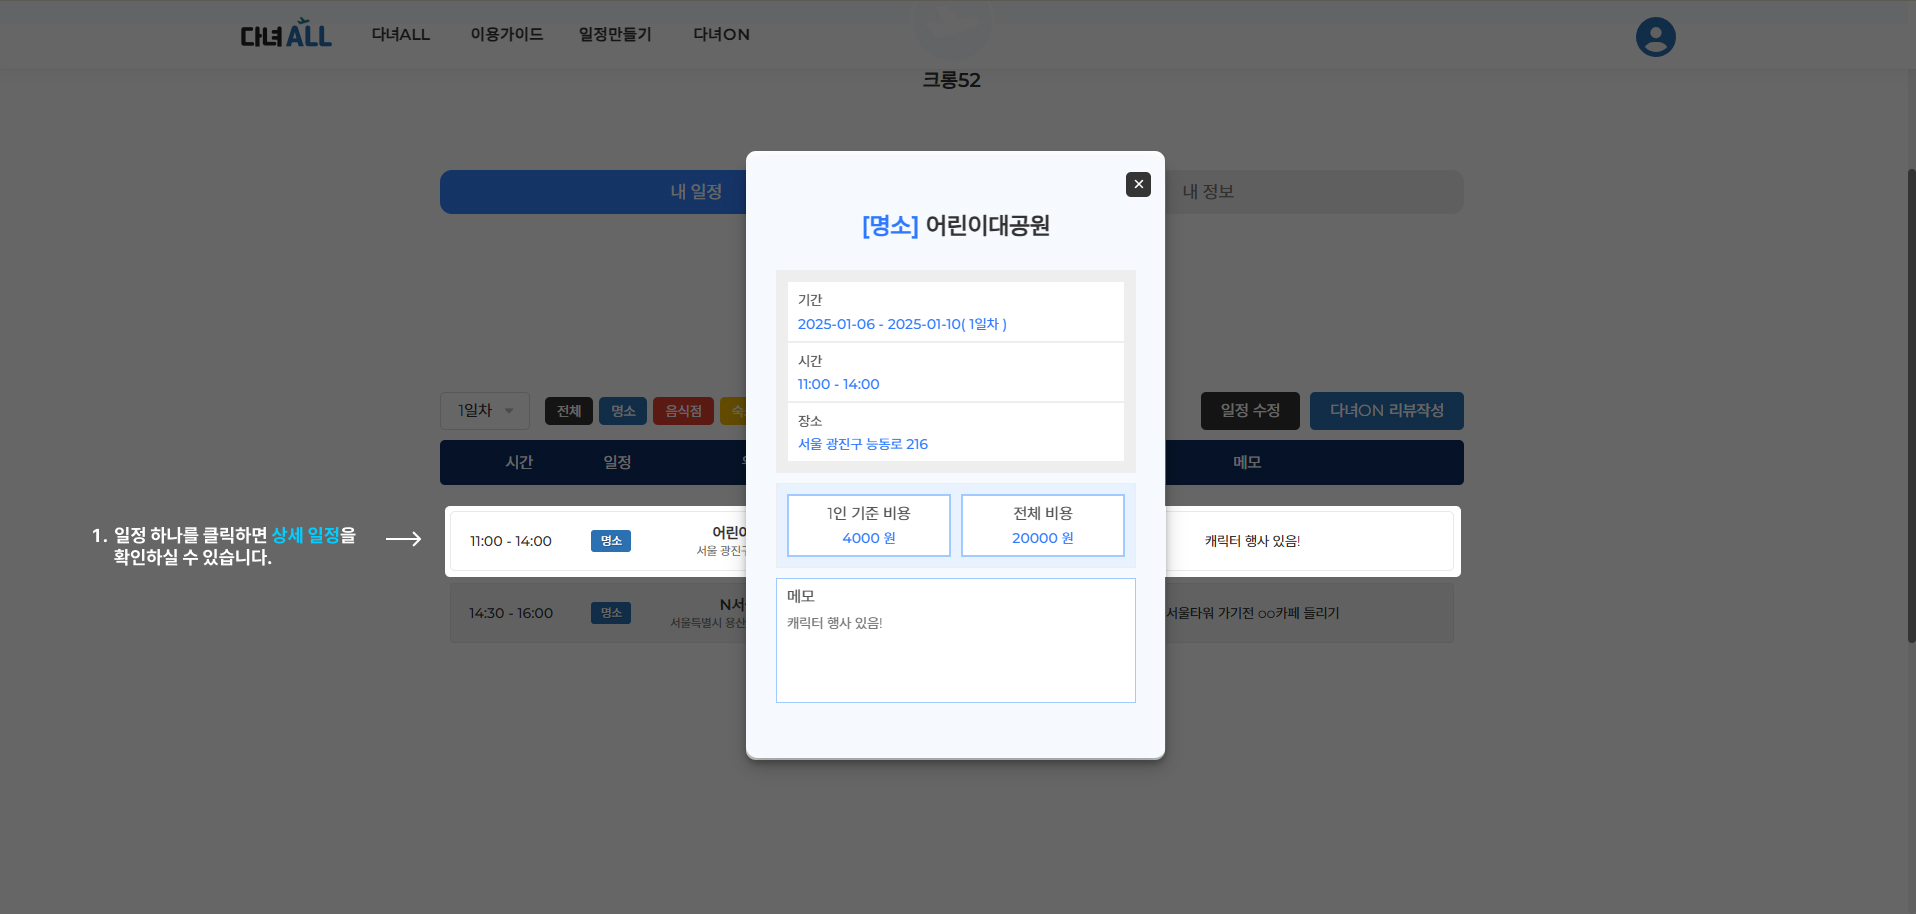 다녀ALL
다녀ALL 이용가이드 일정만들기 다녀ON
크롱52
내 일정 내 정보
[명소] 어린이대공원
기간
2025-01-06 - 2025-01-10( 1일차 )
시간
11:00 - 14:00
장소
서울 광진구 능동로 216
1인 기준 비용 전체 비용
4000 원 20000 원
메모
캐릭터 행사 있음!
1일차 전체 명소 음식점 일정 수정 다녀ON 리뷰작성
시간 일정 메모
1. 일정 하나를 클릭하면 상세 일정을
확인하실 수 있습니다.
11:00 - 14:00 명소 어린이 캐릭터 행사 있음!
서울 광진구
14:30 - 16:00 명소 N서 서울타워 가기전 oo카페 들리기
서울특별시 용산